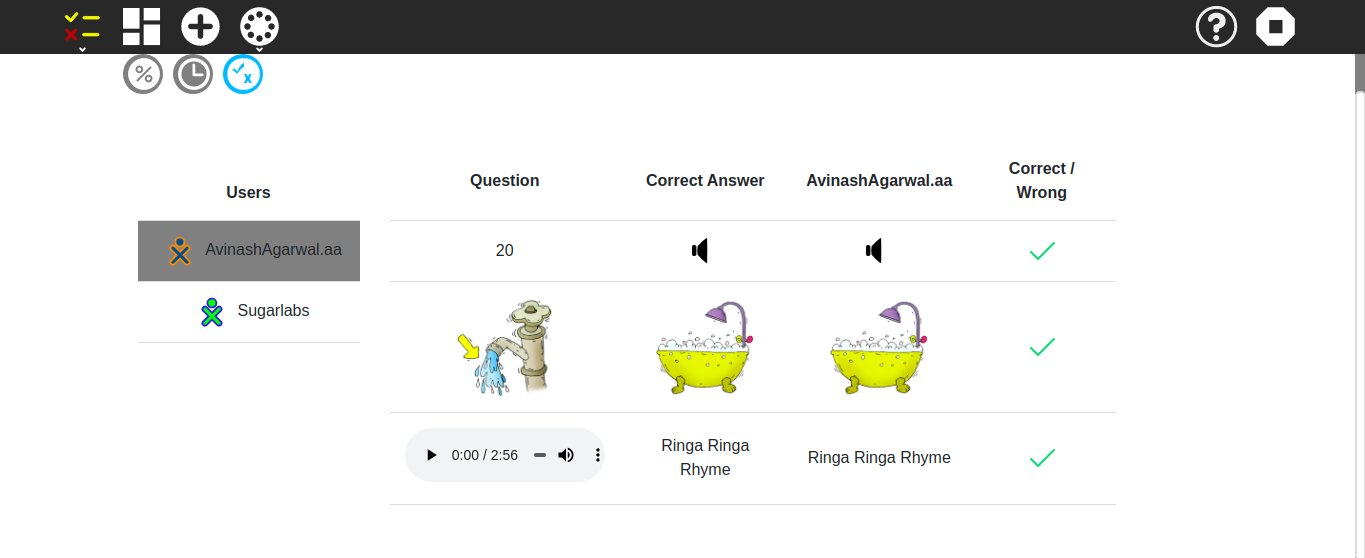 Users
AvinashAgarwal.aa
Sugarlabs
Question
Correct Answer
AvinashAgarwal.aa
Correct /
Wrong
20
0:00 / 2:56
Ringa Ringa
Rhyme
Ringa Ringa Rhyme